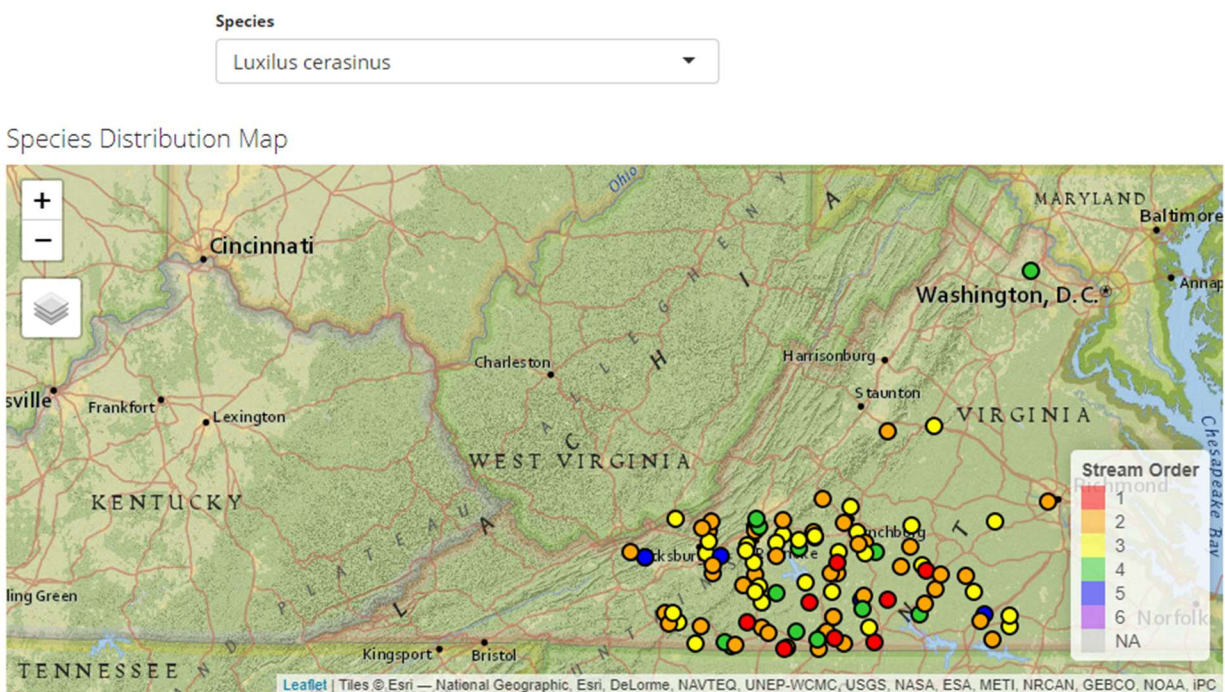 Species
Luxilus cerasinus
Species Distribution Map
+
−
Ohio
MARYLAND
Baltimore
Cincinnati
Washington, D.C.
Annap
Charleston
Harrisonburg
sville
Frankfort
Lexington
Staunton
VIRGINIA
WEST VIRGINIA
KENTUCKY
Chesapeake Bay
Stream Order
Richmond
1
2
3
4
5
6
NA
nchburg
cksburg
Norfolk
ling Green
Kingsport
Bristol
TENNESSEE
Leaflet | Tiles © Esri — National Geographic, Esri, DeLorme, NAVTEQ, UNEP-WCMC, USGS, NASA, ESA, METI, NRCAN, GEBCO, NOAA, iPC